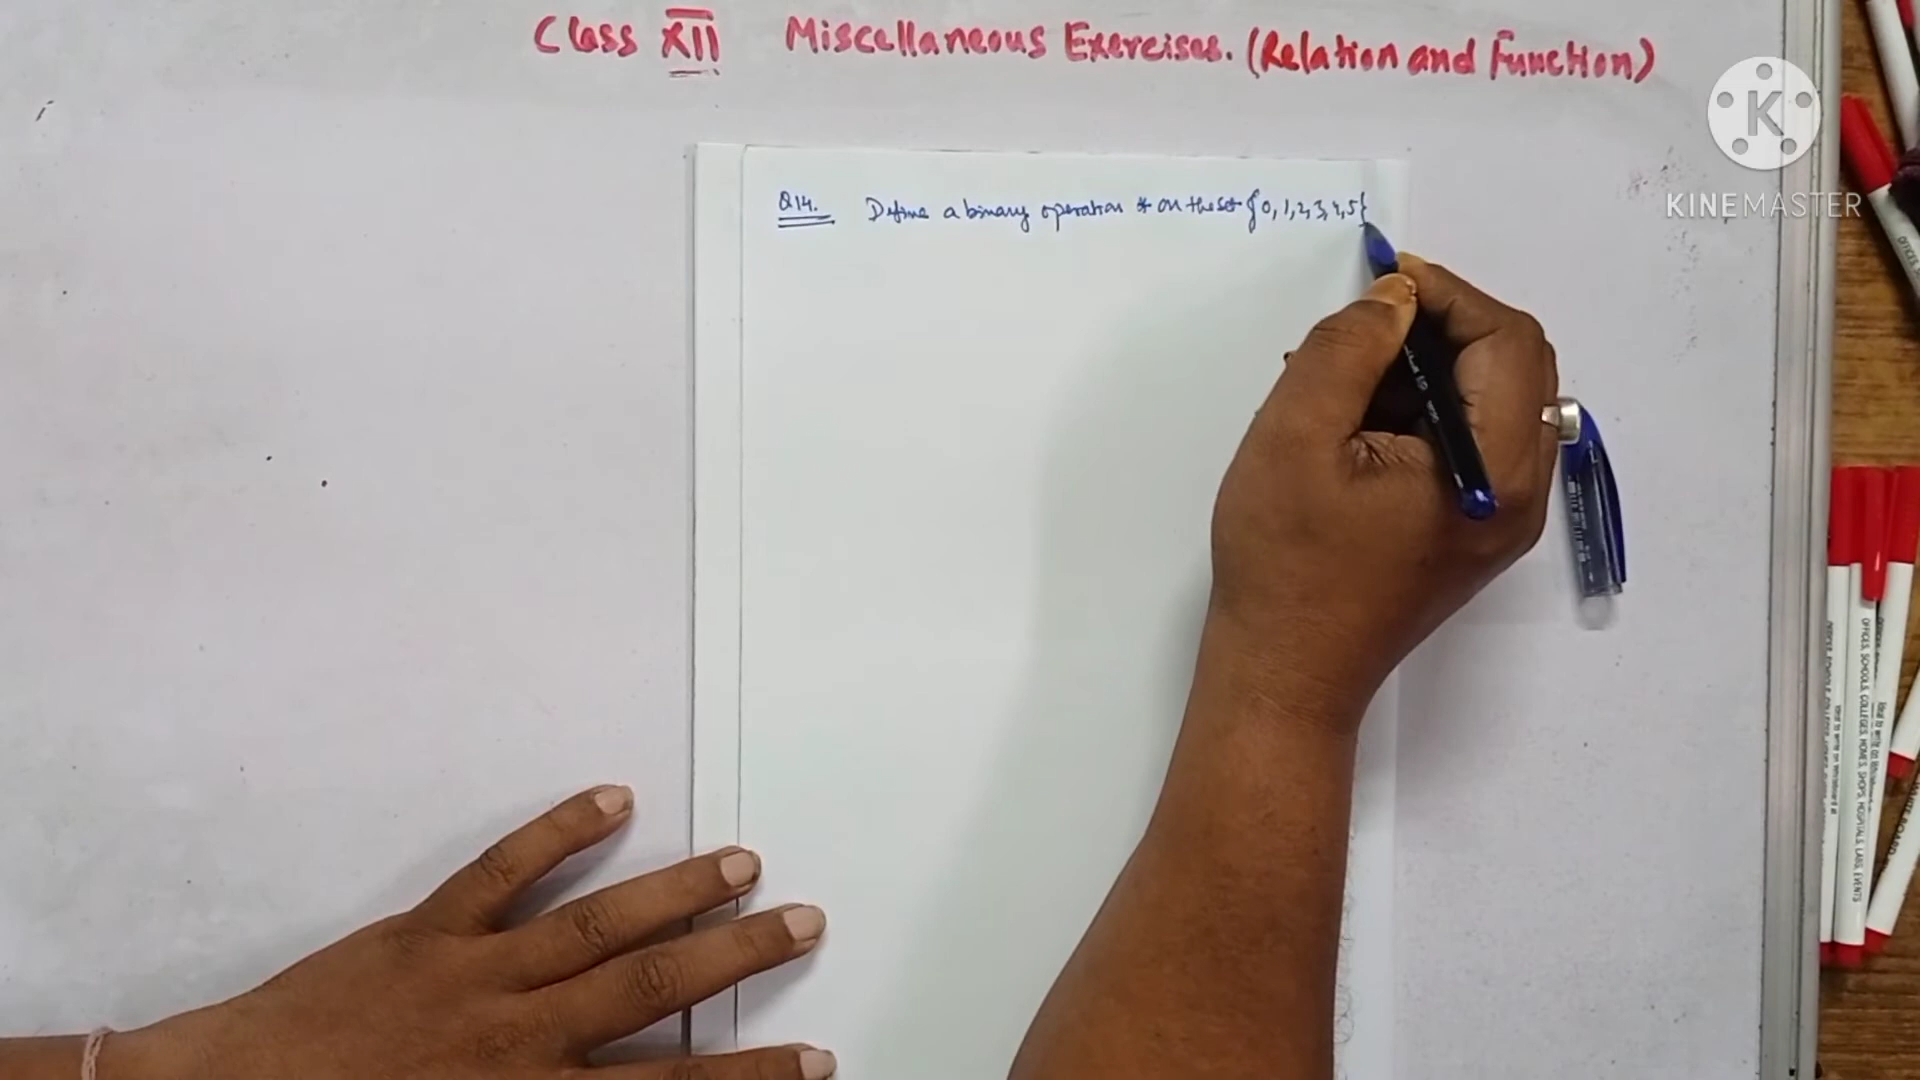 Class XII Miscellaneous Exercises. (Relation and Function)
K
KINEMASTER
Q14. Define a binary operation * on the set {0, 1, 2, 3, 4, 5}